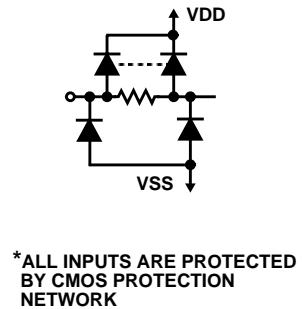 VDD
VSS
*ALL INPUTS ARE PROTECTED
BY CMOS PROTECTION
NETWORK